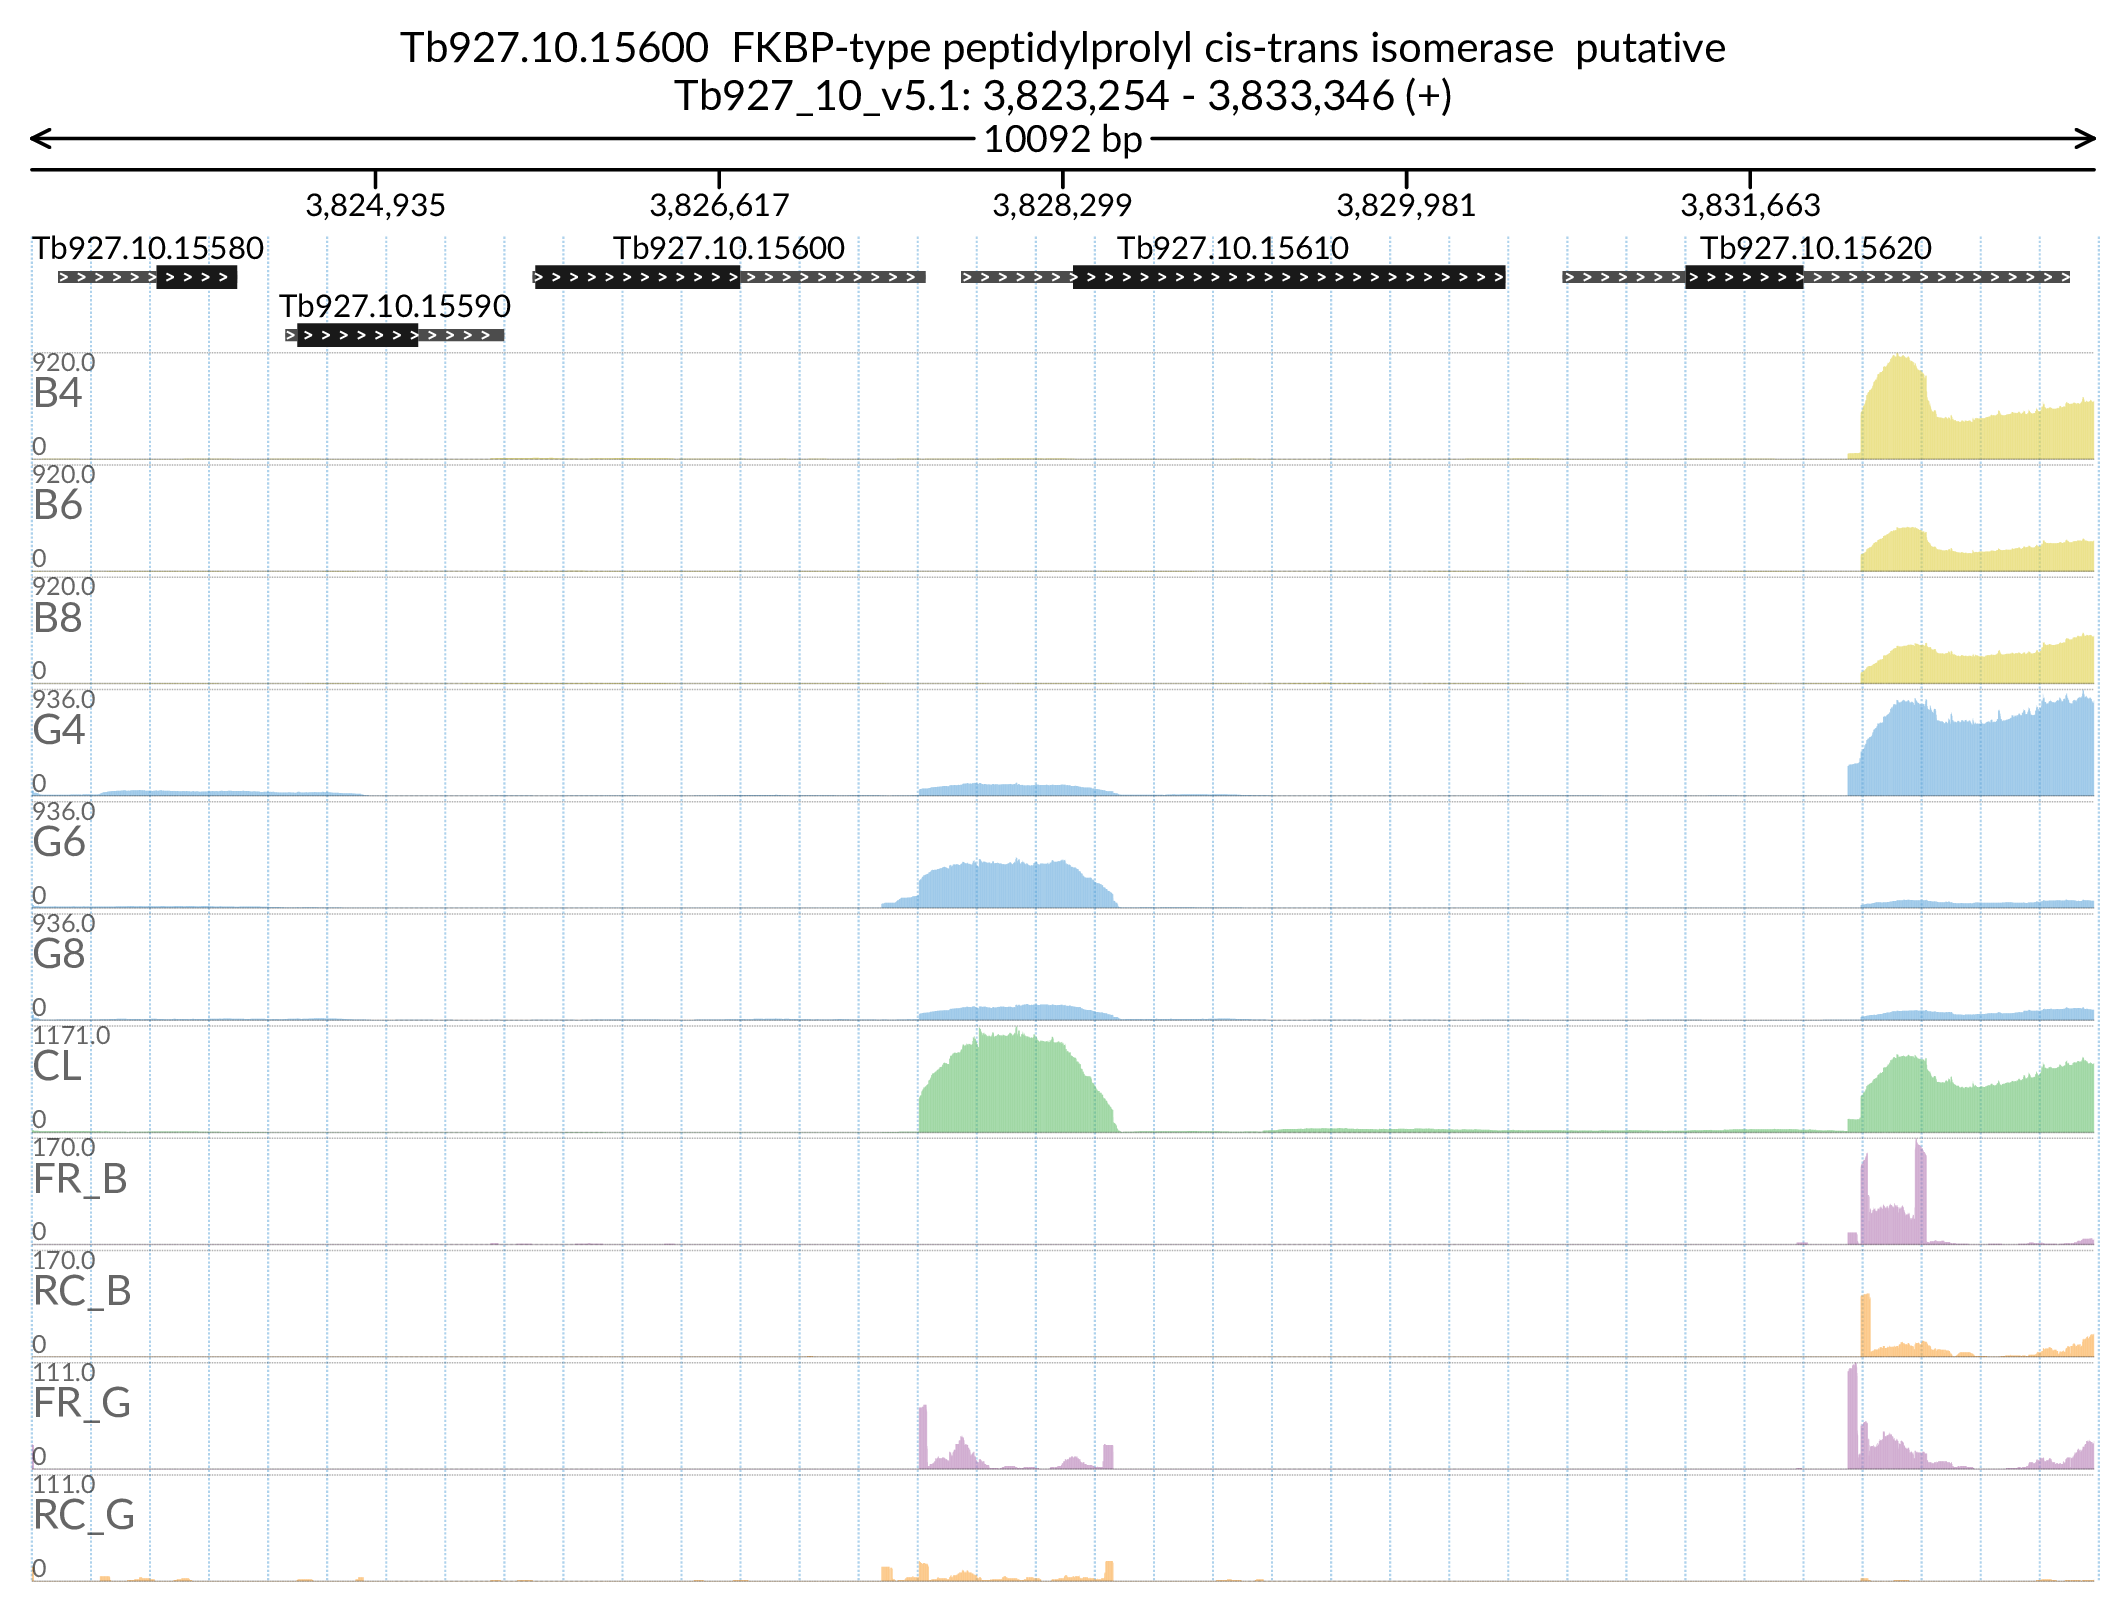 Tb927.10.15600  FKBP-type peptidylprolyl cis-trans isomerase  putative
Tb927_10_v5.1: 3,823,254 - 3,833,346 (+)
10092 bp
3,824,935 3,826,617 3,828,299 3,829,981 3,831,663
Tb927.10.15580 Tb927.10.15600 Tb927.10.15610 Tb927.10.15620
Tb927.10.15590
920.0
B4
0
920.0
B6
0
920.0
B8
0
936.0
G4
0
936.0
G6
0
936.0
G8
0
1171.0
CL
0
170.0
FR_B
0
170.0
RC_B
0
111.0
FR_G
0
111.0
RC_G
0